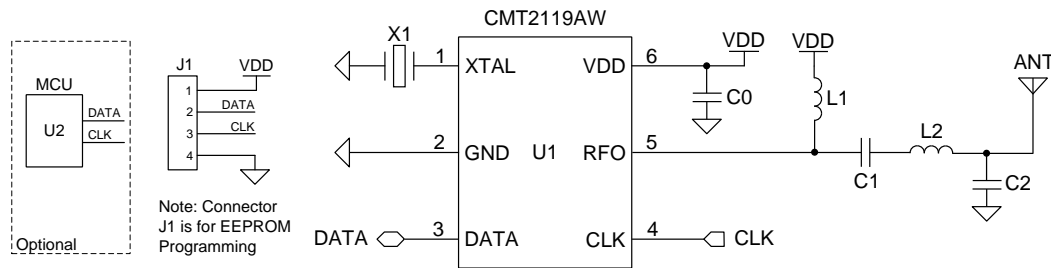 CMT2119AW
MCU
U2
DATA
CLK
Optional
J1
VDD
1
2
DATA
3
CLK
4
Note: Connector
J1 is for EEPROM
Programming
X1
1
XTAL
VDD
6
VDD
C0
VDD
L1
ANT
2
GND
U1
RFO
5
C1
L2
C2
DATA
3
DATA
CLK
4
CLK